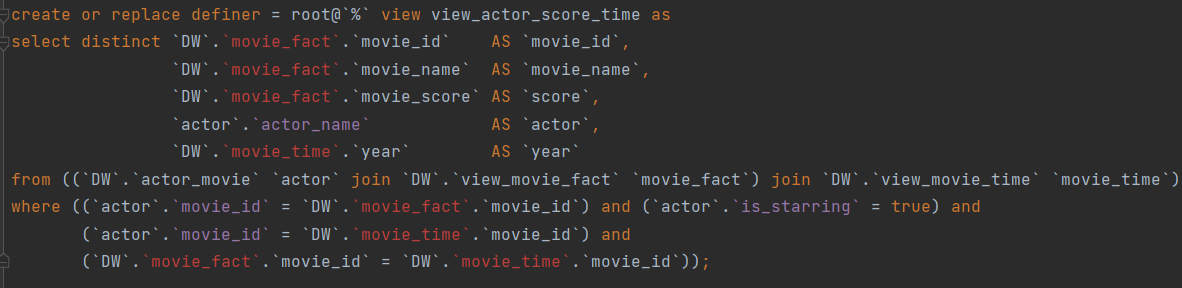 create or replace definer = root@`%` view view_actor_score_time as
select distinct `DW`.`movie_fact`.`movie_id`    AS `movie_id`,
                `DW`.`movie_fact`.`movie_name`  AS `movie_name`,
                `DW`.`movie_fact`.`movie_score` AS `score`,
                `actor`.`actor_name`            AS `actor`,
                `DW`.`movie_time`.`year`        AS `year`
from ((`DW`.`actor_movie` `actor` join `DW`.`view_movie_fact` `movie_fact`) join `DW`.`view_movie_time` `movie_time`)
where ((`actor`.`movie_id` = `DW`.`movie_fact`.`movie_id`) and (`actor`.`is_starring` = true) and
       (`actor`.`movie_id` = `DW`.`movie_time`.`movie_id`) and
       (`DW`.`movie_fact`.`movie_id` = `DW`.`movie_time`.`movie_id`));